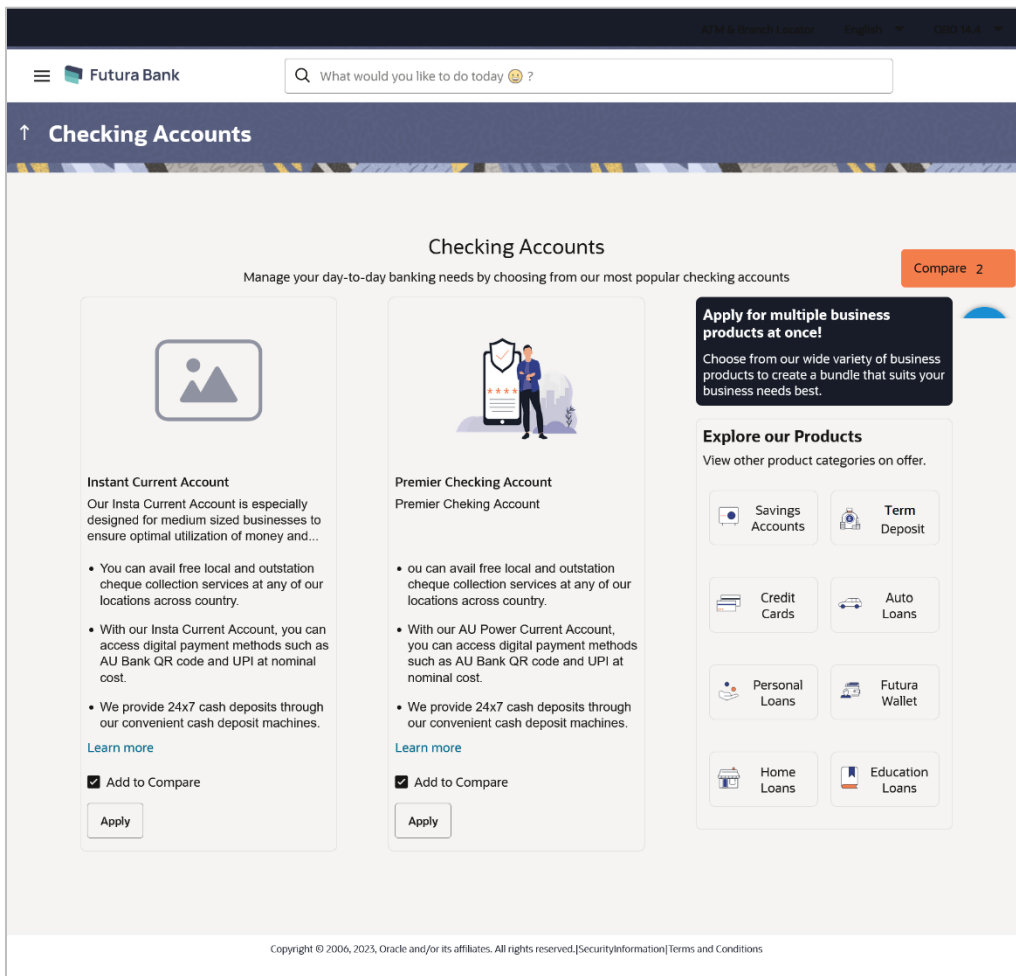 ATM & Branch Locator English OBD 14.4
Futura Bank
What would you like to do today 😀 ?
Checking Accounts
Checking Accounts
Manage your day-to-day banking needs by choosing from our most popular checking accounts
Compare 2
Instant Current Account
Our Insta Current Account is especially
designed for medium sized businesses to
ensure optimal utilization of money and...
• You can avail free local and outstation
cheque collection services at any of our
locations across country.
• With our Insta Current Account, you can
access digital payment methods such as
AU Bank QR code and UPI at nominal
cost.
• We provide 24x7 cash deposits through
our convenient cash deposit machines.
Learn more
Add to Compare
Apply
Premier Checking Account
Premier Cheking Account
• ou can avail free local and outstation
cheque collection services at any of our
locations across country.
• With our AU Power Current Account,
you can access digital payment methods
such as AU Bank QR code and UPI at
nominal cost.
• We provide 24x7 cash deposits through
our convenient cash deposit machines.
Learn more
Add to Compare
Apply
Apply for multiple business
products at once!
Choose from our wide variety of business
products to create a bundle that suits your
business needs best.
Explore our Products
View other product categories on offer.
Savings
Accounts
Term
Deposit
Credit
Cards
Auto
Loans
Personal
Loans
Futura
Wallet
Home
Loans
Education
Loans
Copyright © 2006, 2023, Oracle and/or its affiliates. All rights reserved.|SecurityInformation|Terms and Conditions